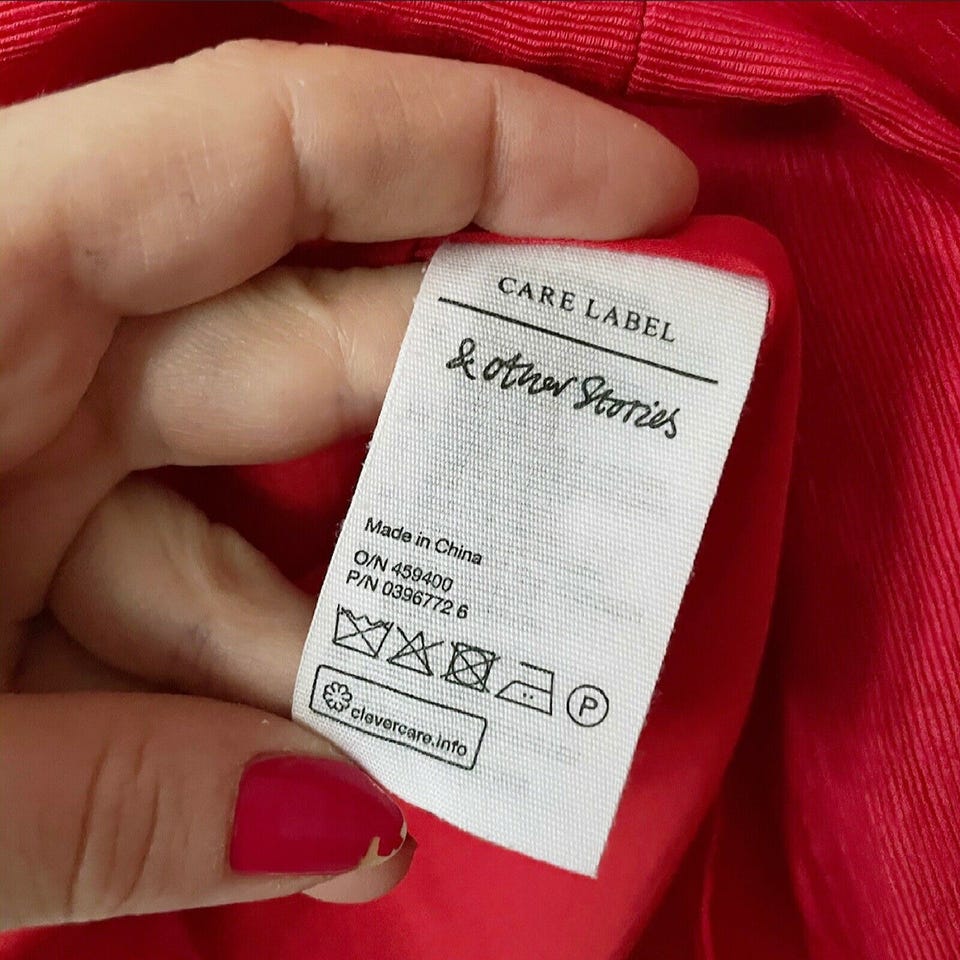 CARE LABEL
& other Stories
Made in China
O/N 459400
P/N 0396772 6
P
clevercare.info